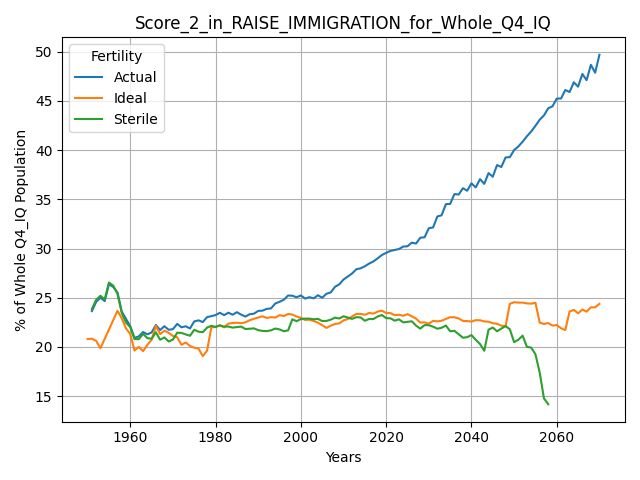 Score_2_in_RAISE_IMMIGRATION_for_Whole_Q4_IQ
Fertility
Actual
Ideal
Sterile
% of Whole Q4_IQ Population
50
45
40
35
30
25
20
15
1960
1980
2000
2020
2040
2060
Years